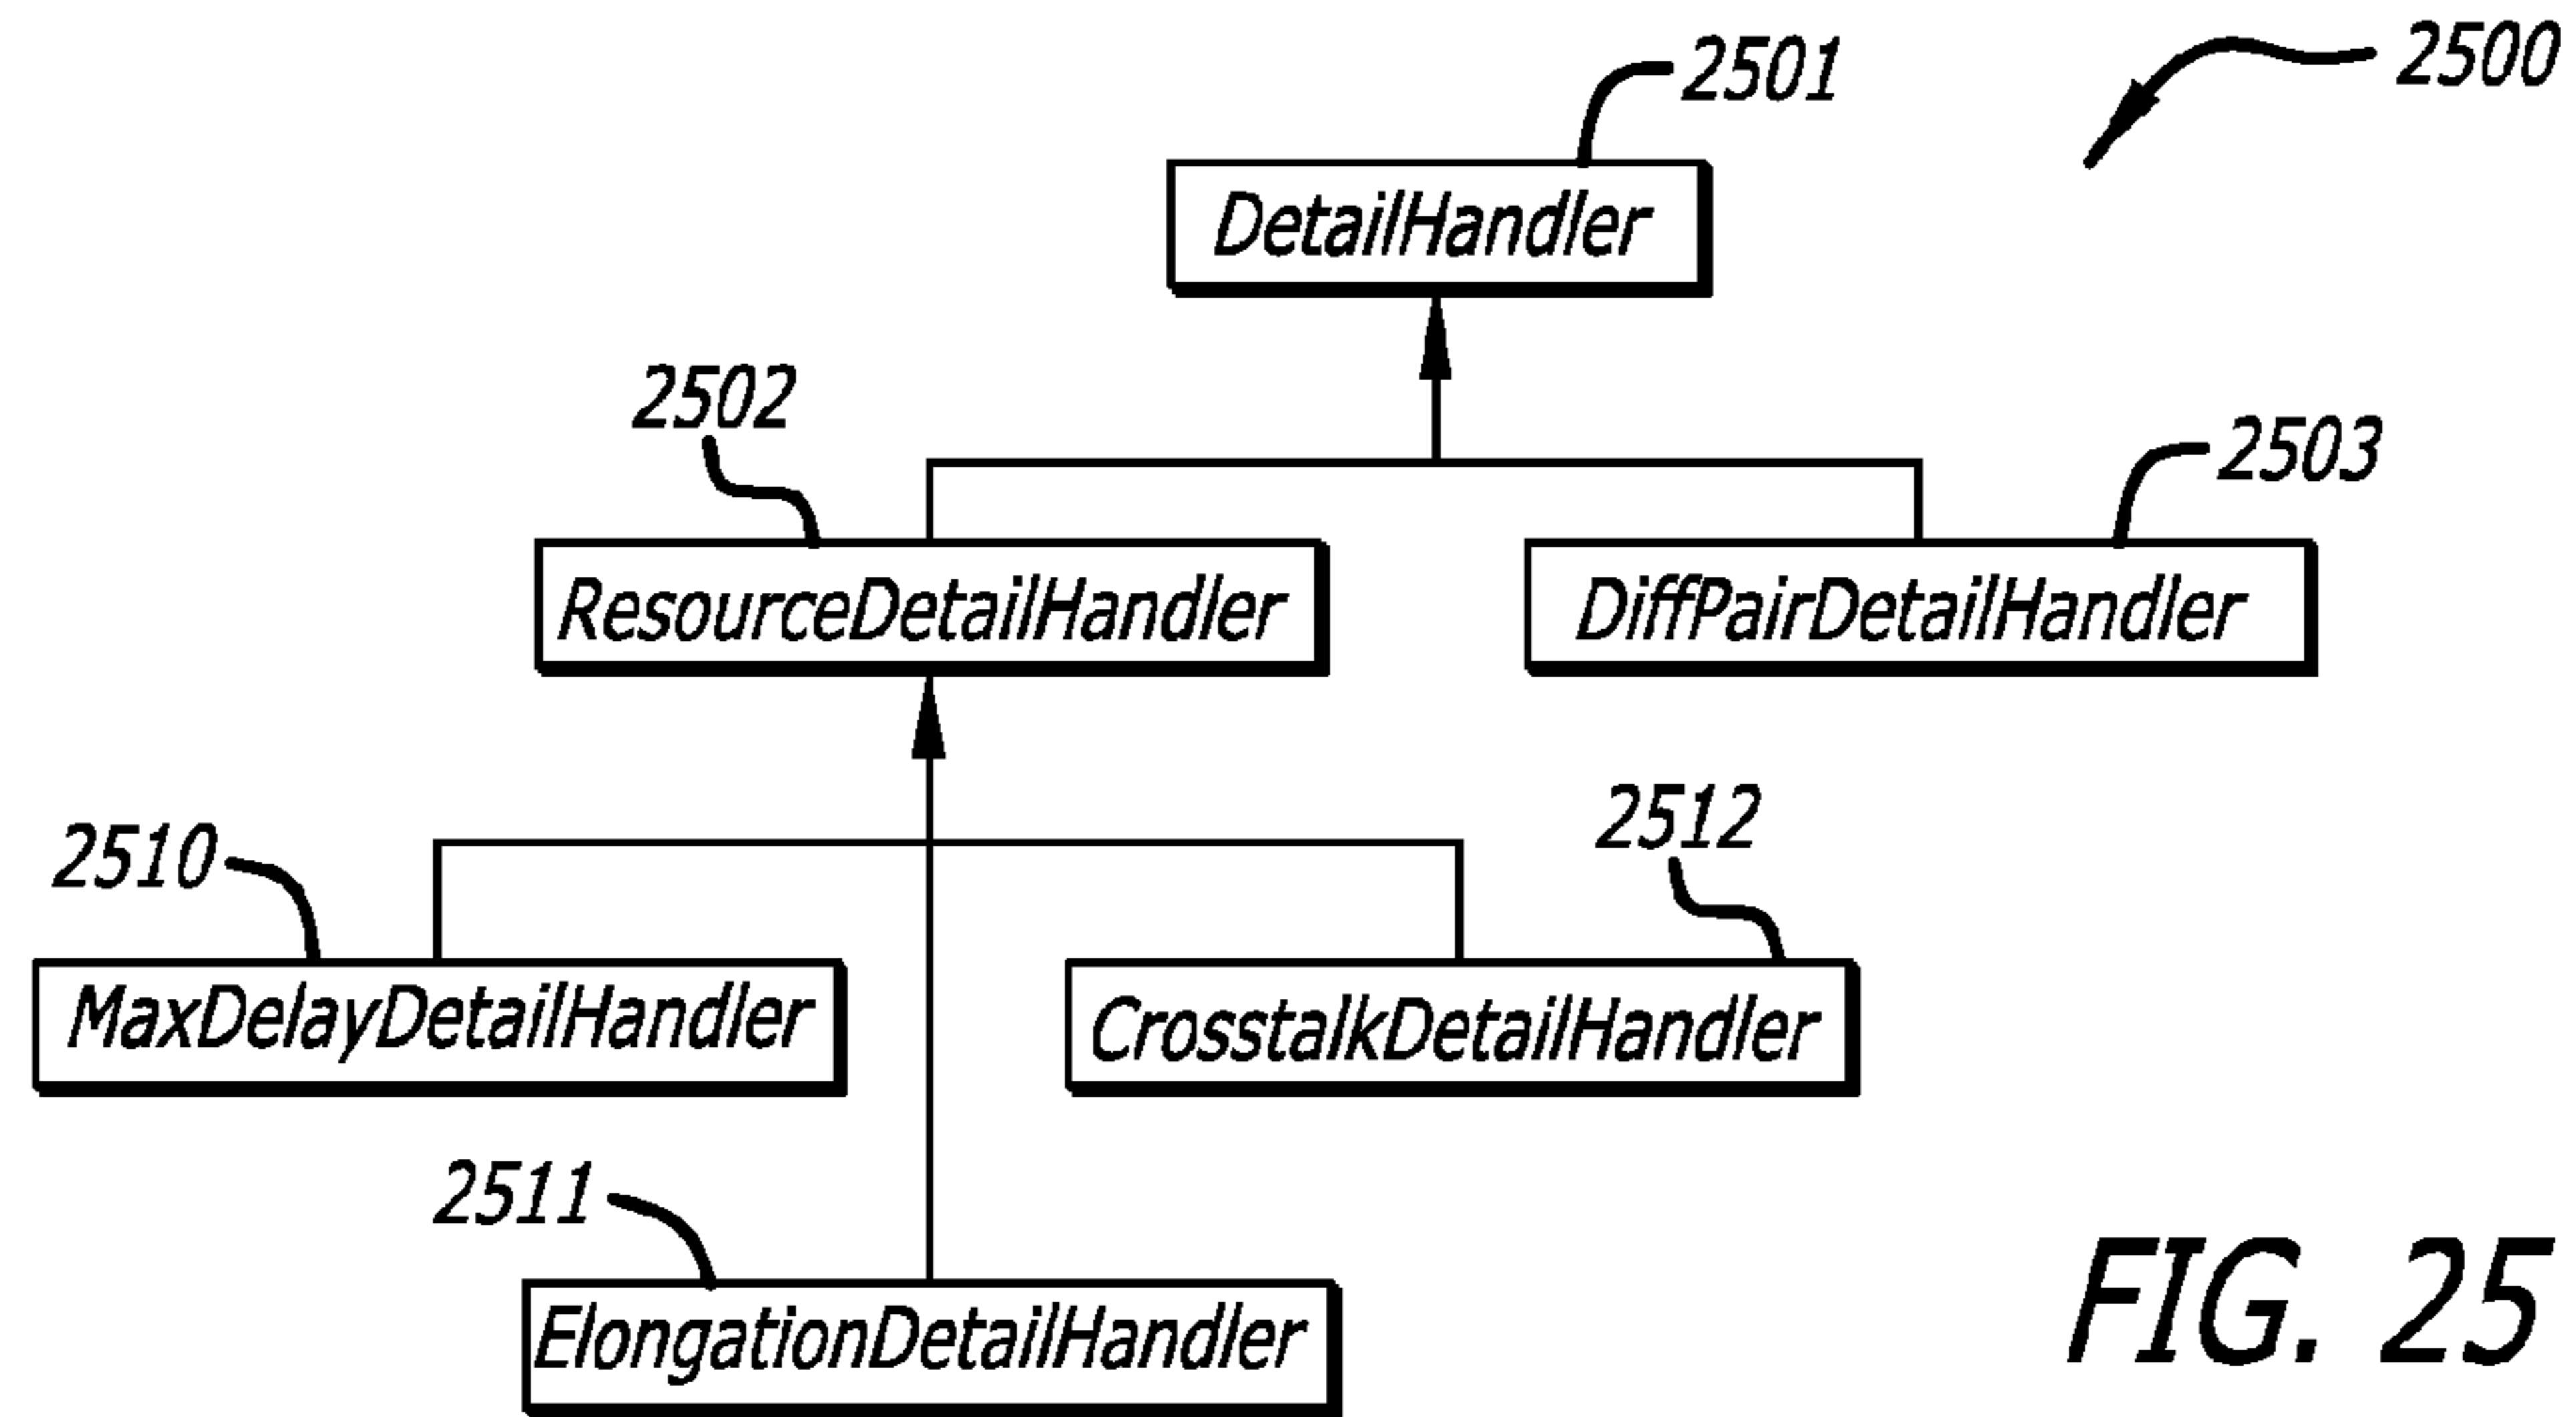 2500
2501
DetailHandler
2502
2503
ResourceDetailHandler
DiffPairDetailHandler
2510
2512
MaxDelayDetailHandler
CrosstalkDetailHandler
2511
ElongationDetailHandler
FIG. 25